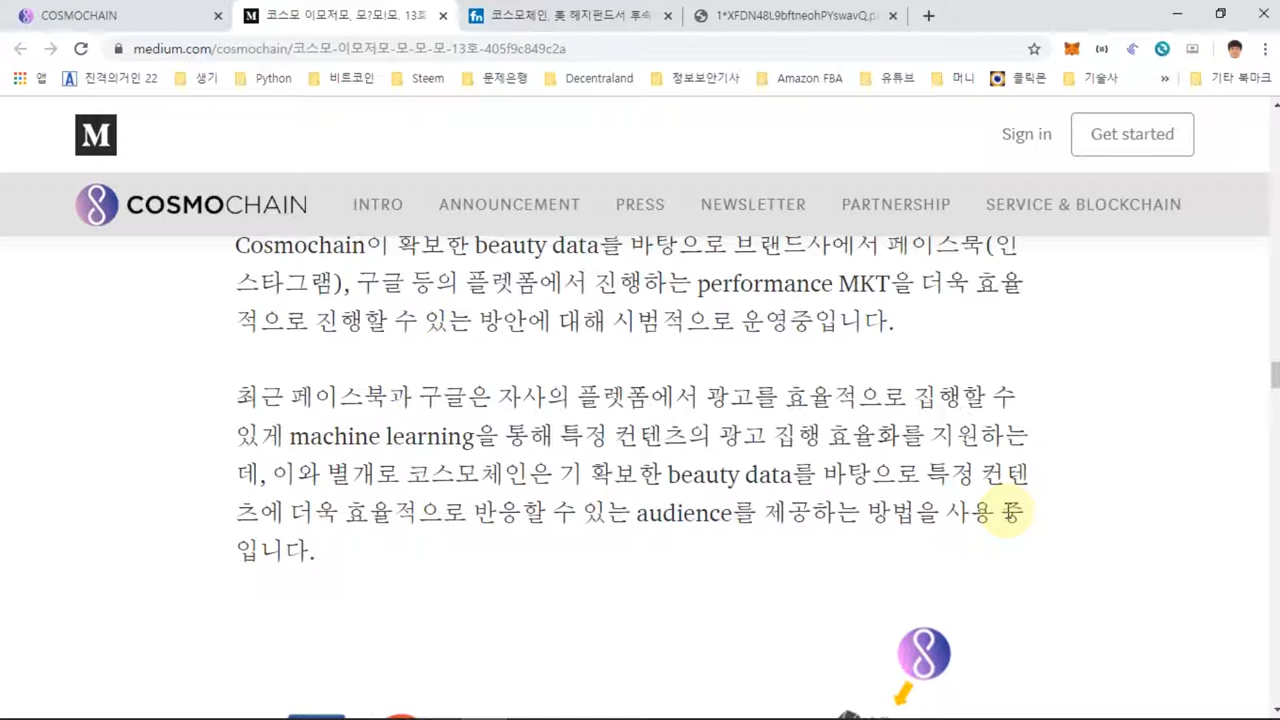 COSMOCHAIN
코스모 이모저모, 모?모!모. 13호
코스모체인, 美 헤지펀드서 후속
1*XFDN48L9bftneohPYswavQ.p
medium.com/cosmochain/코스모-이모저모-모-모-모-13호-405f9c849c2a
앱 진격의거인 22 생기 Python 비트코인 Steem 문제은행 Decentraland 정보보안기사 Amazon FBA 유튜브 머니 클릭몬 기술사 » 기타 북마크
M
Sign in
Get started
COSMOCHAIN INTRO ANNOUNCEMENT PRESS NEWSLETTER PARTNERSHIP SERVICE & BLOCKCHAIN
Cosmochain이 확보한 beauty data를 바탕으로 브랜드사에서 페이스북(인
스타그램), 구글 등의 플렛폼에서 진행하는 performance MKT을 더욱 효율
적으로 진행할 수 있는 방안에 대해 시범적으로 운영중입니다.
최근 페이스북과 구글은 자사의 플렛폼에서 광고를 효율적으로 집행할 수
있게 machine learning을 통해 특정 컨텐츠의 광고 집행 효율화를 지원하는
데, 이와 별개로 코스모체인은 기 확보한 beauty data를 바탕으로 특정 컨텐
츠에 더욱 효율적으로 반응할 수 있는 audience를 제공하는 방법을 사용 중
입니다.